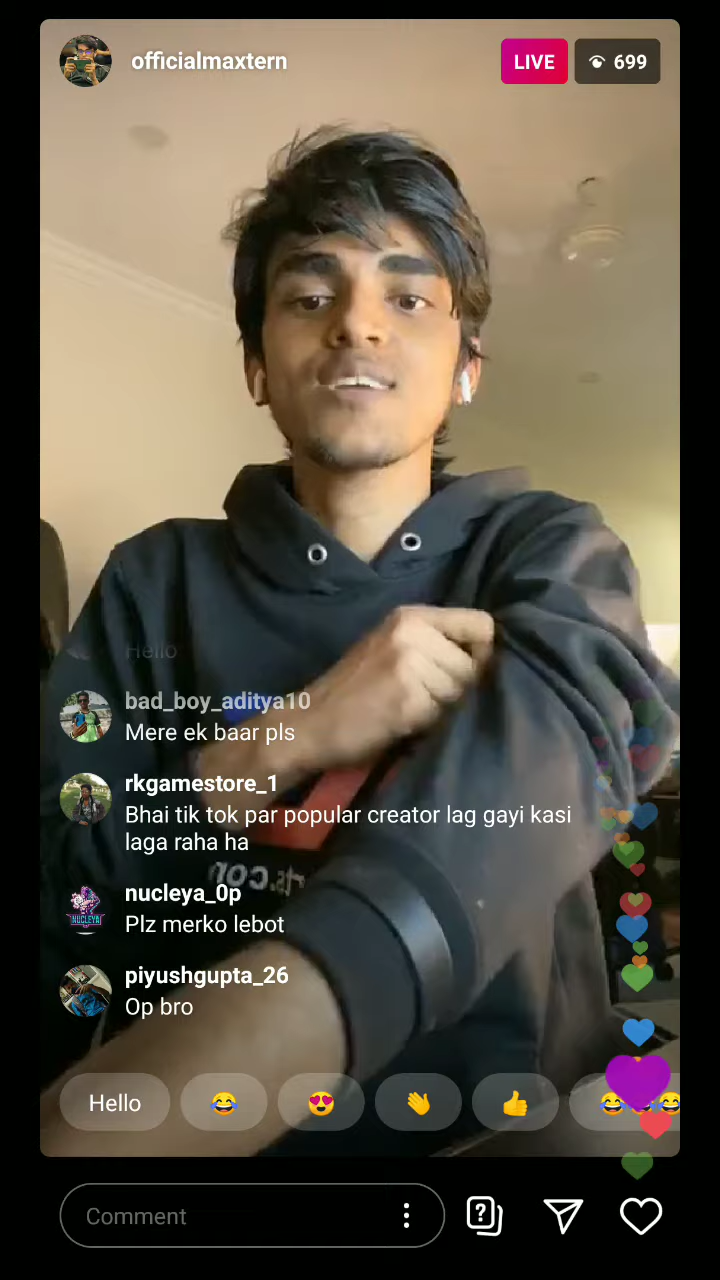 officialmaxtern
LIVE
699
Hello
bad_boy_aditya10
Mere ek baar pls
rkgamestore_1
Bhai tik tok par popular creator lag gayi kasi
laga raha ha
nucleya_0p
Plz merko lebot
piyushgupta_26
Op bro
Hello
Comment